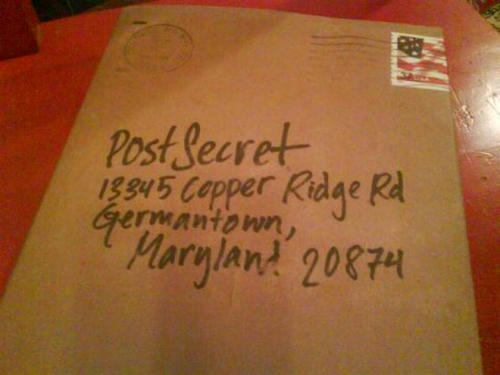 PostSecret
13345 Copper Ridge Rd
Germantown,
Maryland 20874